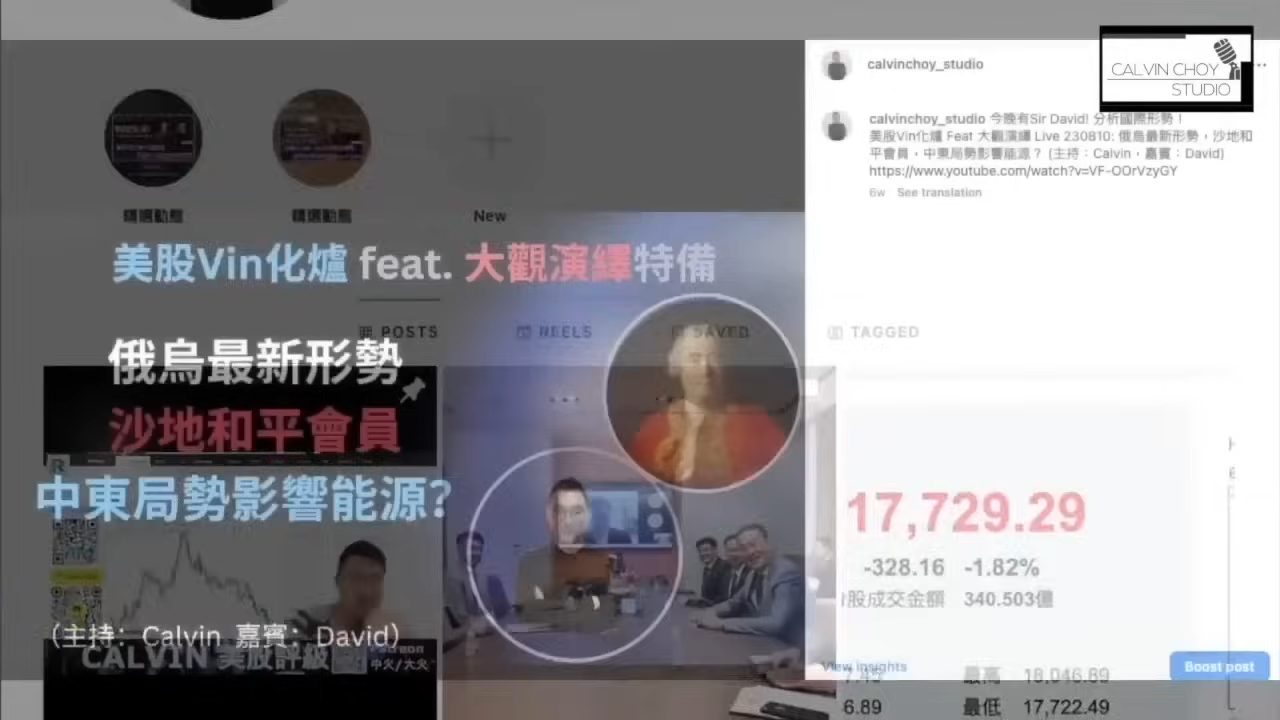 calvinchoy_studio
CALVIN CHOY
STUDIO
calvinchoy_studio 今晚有Sir David! 分析國際形勢！
美股Vin化爐 Feat 大觀演繹 Live 230810: 俄烏最新形勢，沙地和
平會員，中東局勢影響能源？ (主持：Calvin，嘉賓：David)
https://www.youtube.com/watch?v=VF-OOrVzyGY
6w See translation
精選動態
精選動態
New
美股Vin化爐 feat. 大觀演繹特備
POSTS
REELS
SAVED
TAGGED
俄烏最新形勢
沙地和平會員
中東局勢影響能源?
17,729.29
-328.16 -1.82%
股成交金額 340.503億
（主持：Calvin 嘉賓：David）
CALVIN 美股評級
中火/大火
View insights
Boost post
最高 18,046.89
6.89
最低 17,722.49